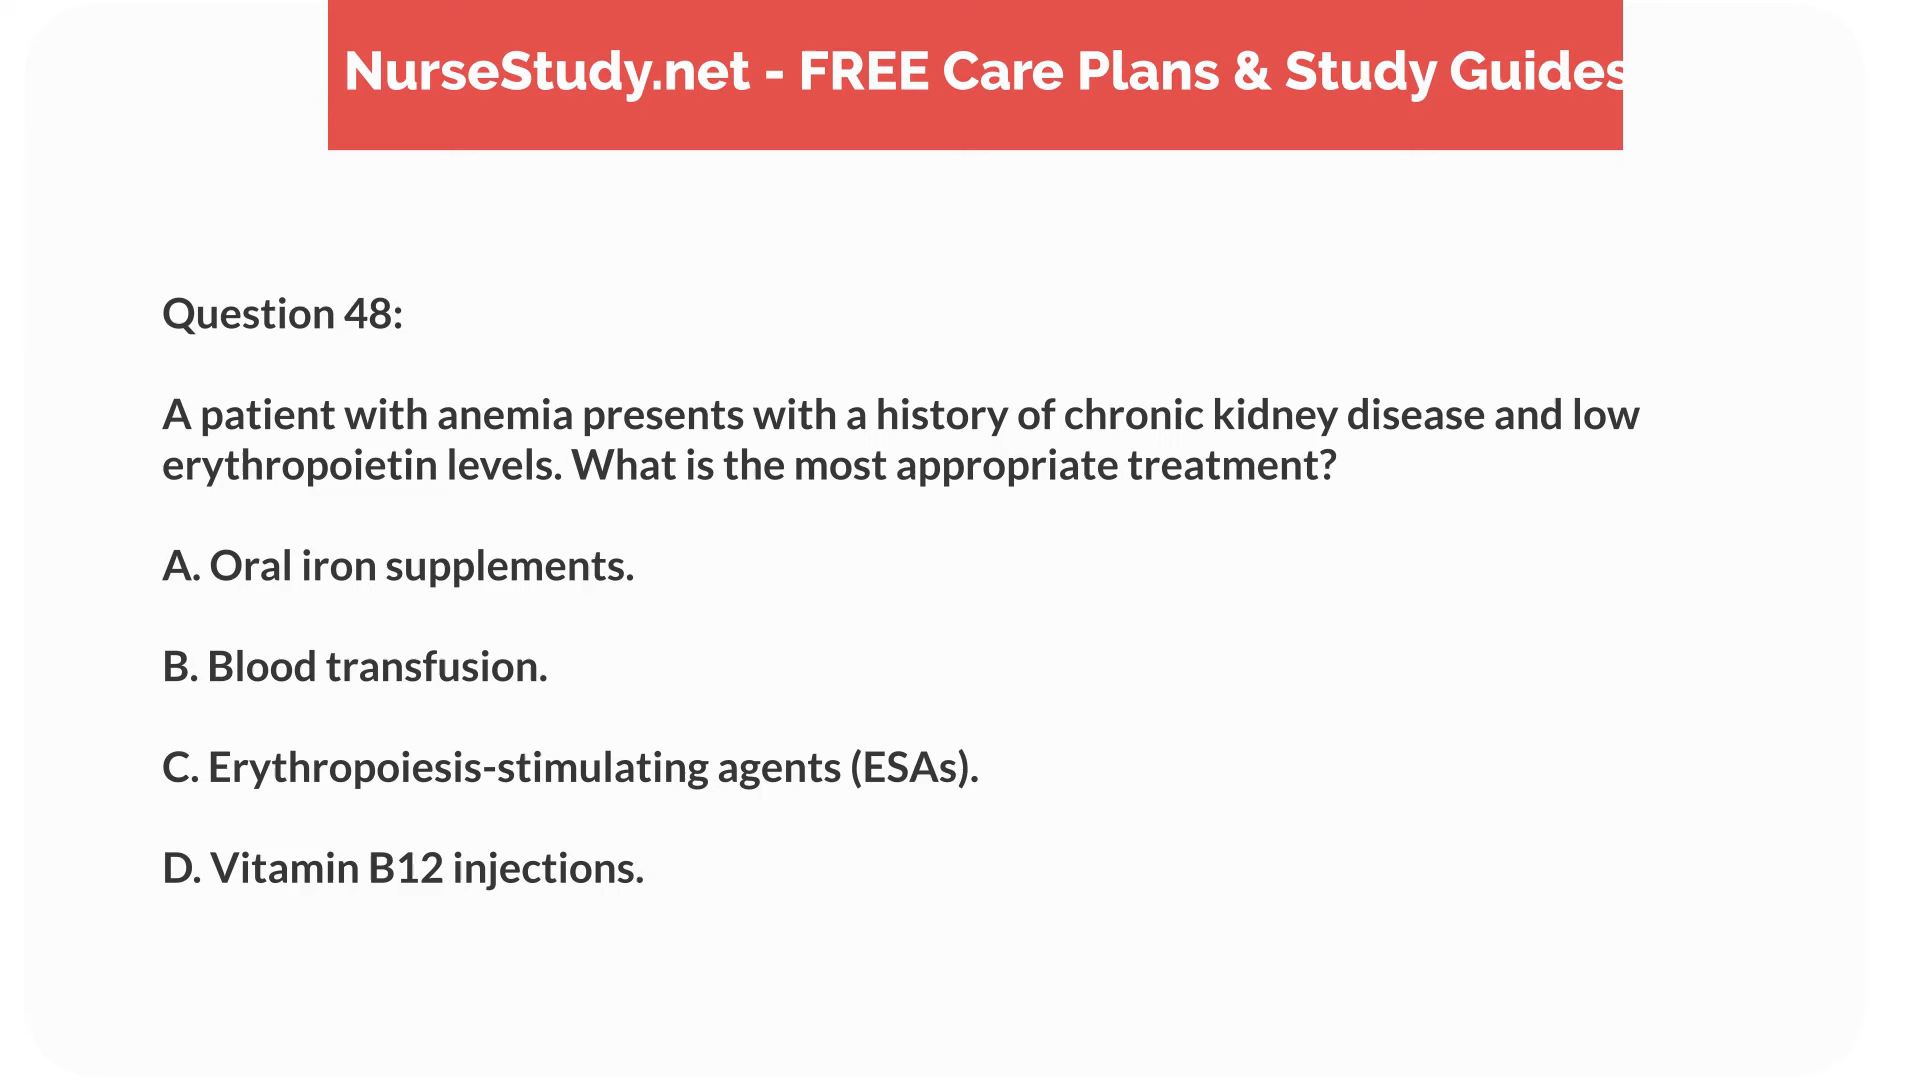 NurseStudy.net - FREE Care Plans & Study Guides
Question 48:
A patient with anemia presents with a history of chronic kidney disease and low
erythropoietin levels. What is the most appropriate treatment?
A. Oral iron supplements.
B. Blood transfusion.
C. Erythropoiesis-stimulating agents (ESAs).
D. Vitamin B12 injections.